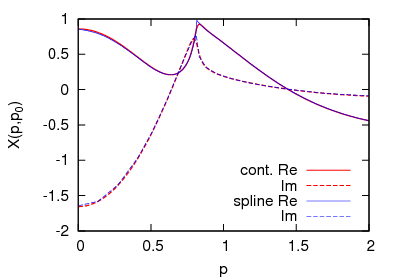 1
0.5
0
-0.5
-1
-1.5
-2
X(p,p0)
cont. Re
Im
spline Re
Im
0 0.5 1 1.5 2
p